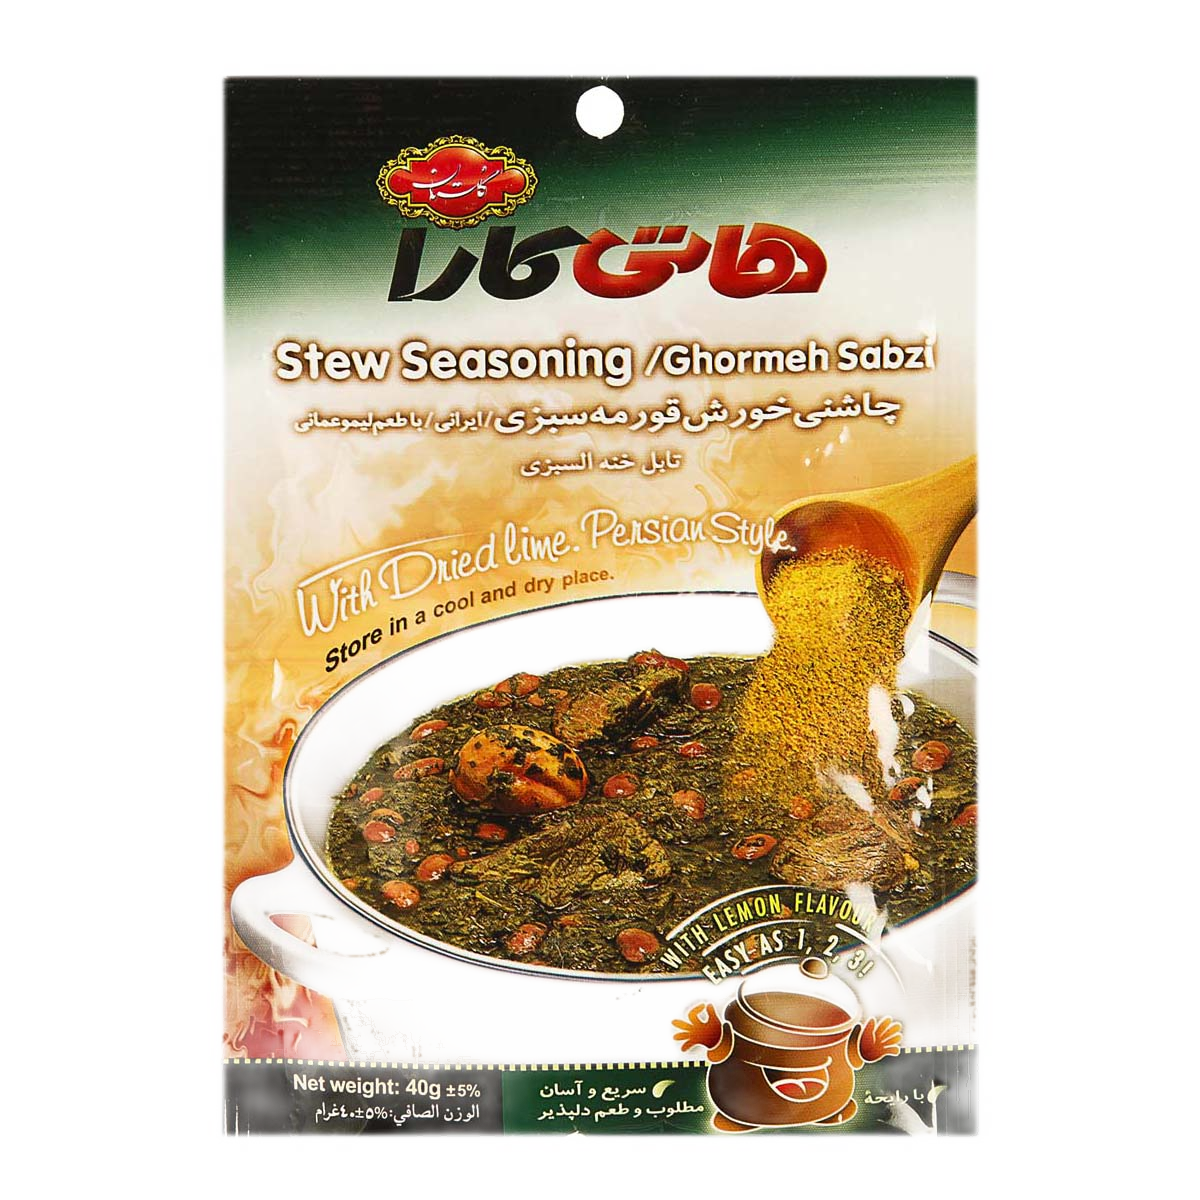 گلستان
هاتی کارا
Stew Seasoning /Ghormeh Sabzi
چاشنی خورش قورمه سبزی/ایرانی/با طعم لیمو عمانی
تابل خنه السبزی
With Dried lime. Persian Style.
Store in a cool and dry place.
WITH LEMON FLAVOUR
EASY AS 1, 2, 3!
Net weight: 40g ±5%
الوزن الصافي:٤٠±٥%غرام
سریع و آسان
مطلوب و طعم دلپذیر
با رایحهٔ